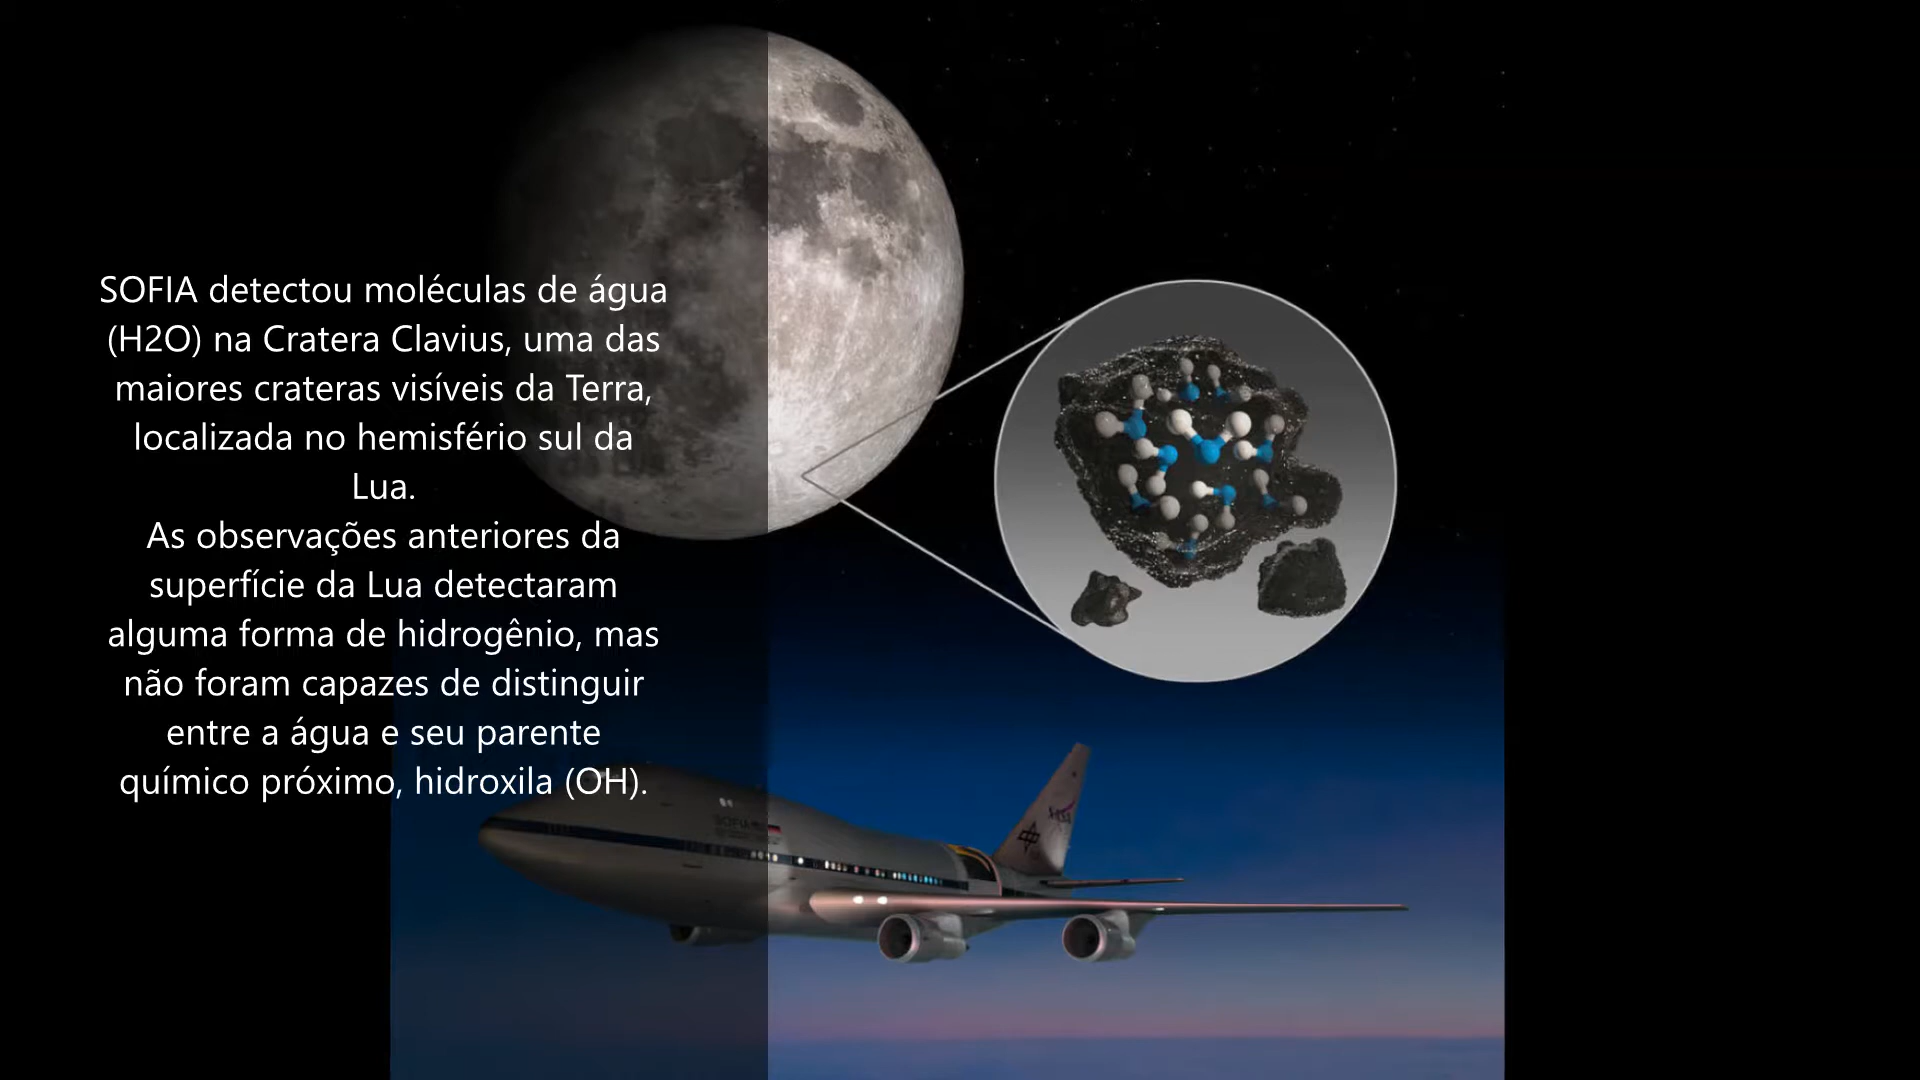 SOFIA detectou moléculas de água
(H2O) na Cratera Clavius, uma das
maiores crateras visíveis da Terra,
localizada no hemisfério sul da
Lua.
As observações anteriores da
superfície da Lua detectaram
alguma forma de hidrogênio, mas
não foram capazes de distinguir
entre a água e seu parente
químico próximo, hidroxila (OH).
NASA
SOFIA